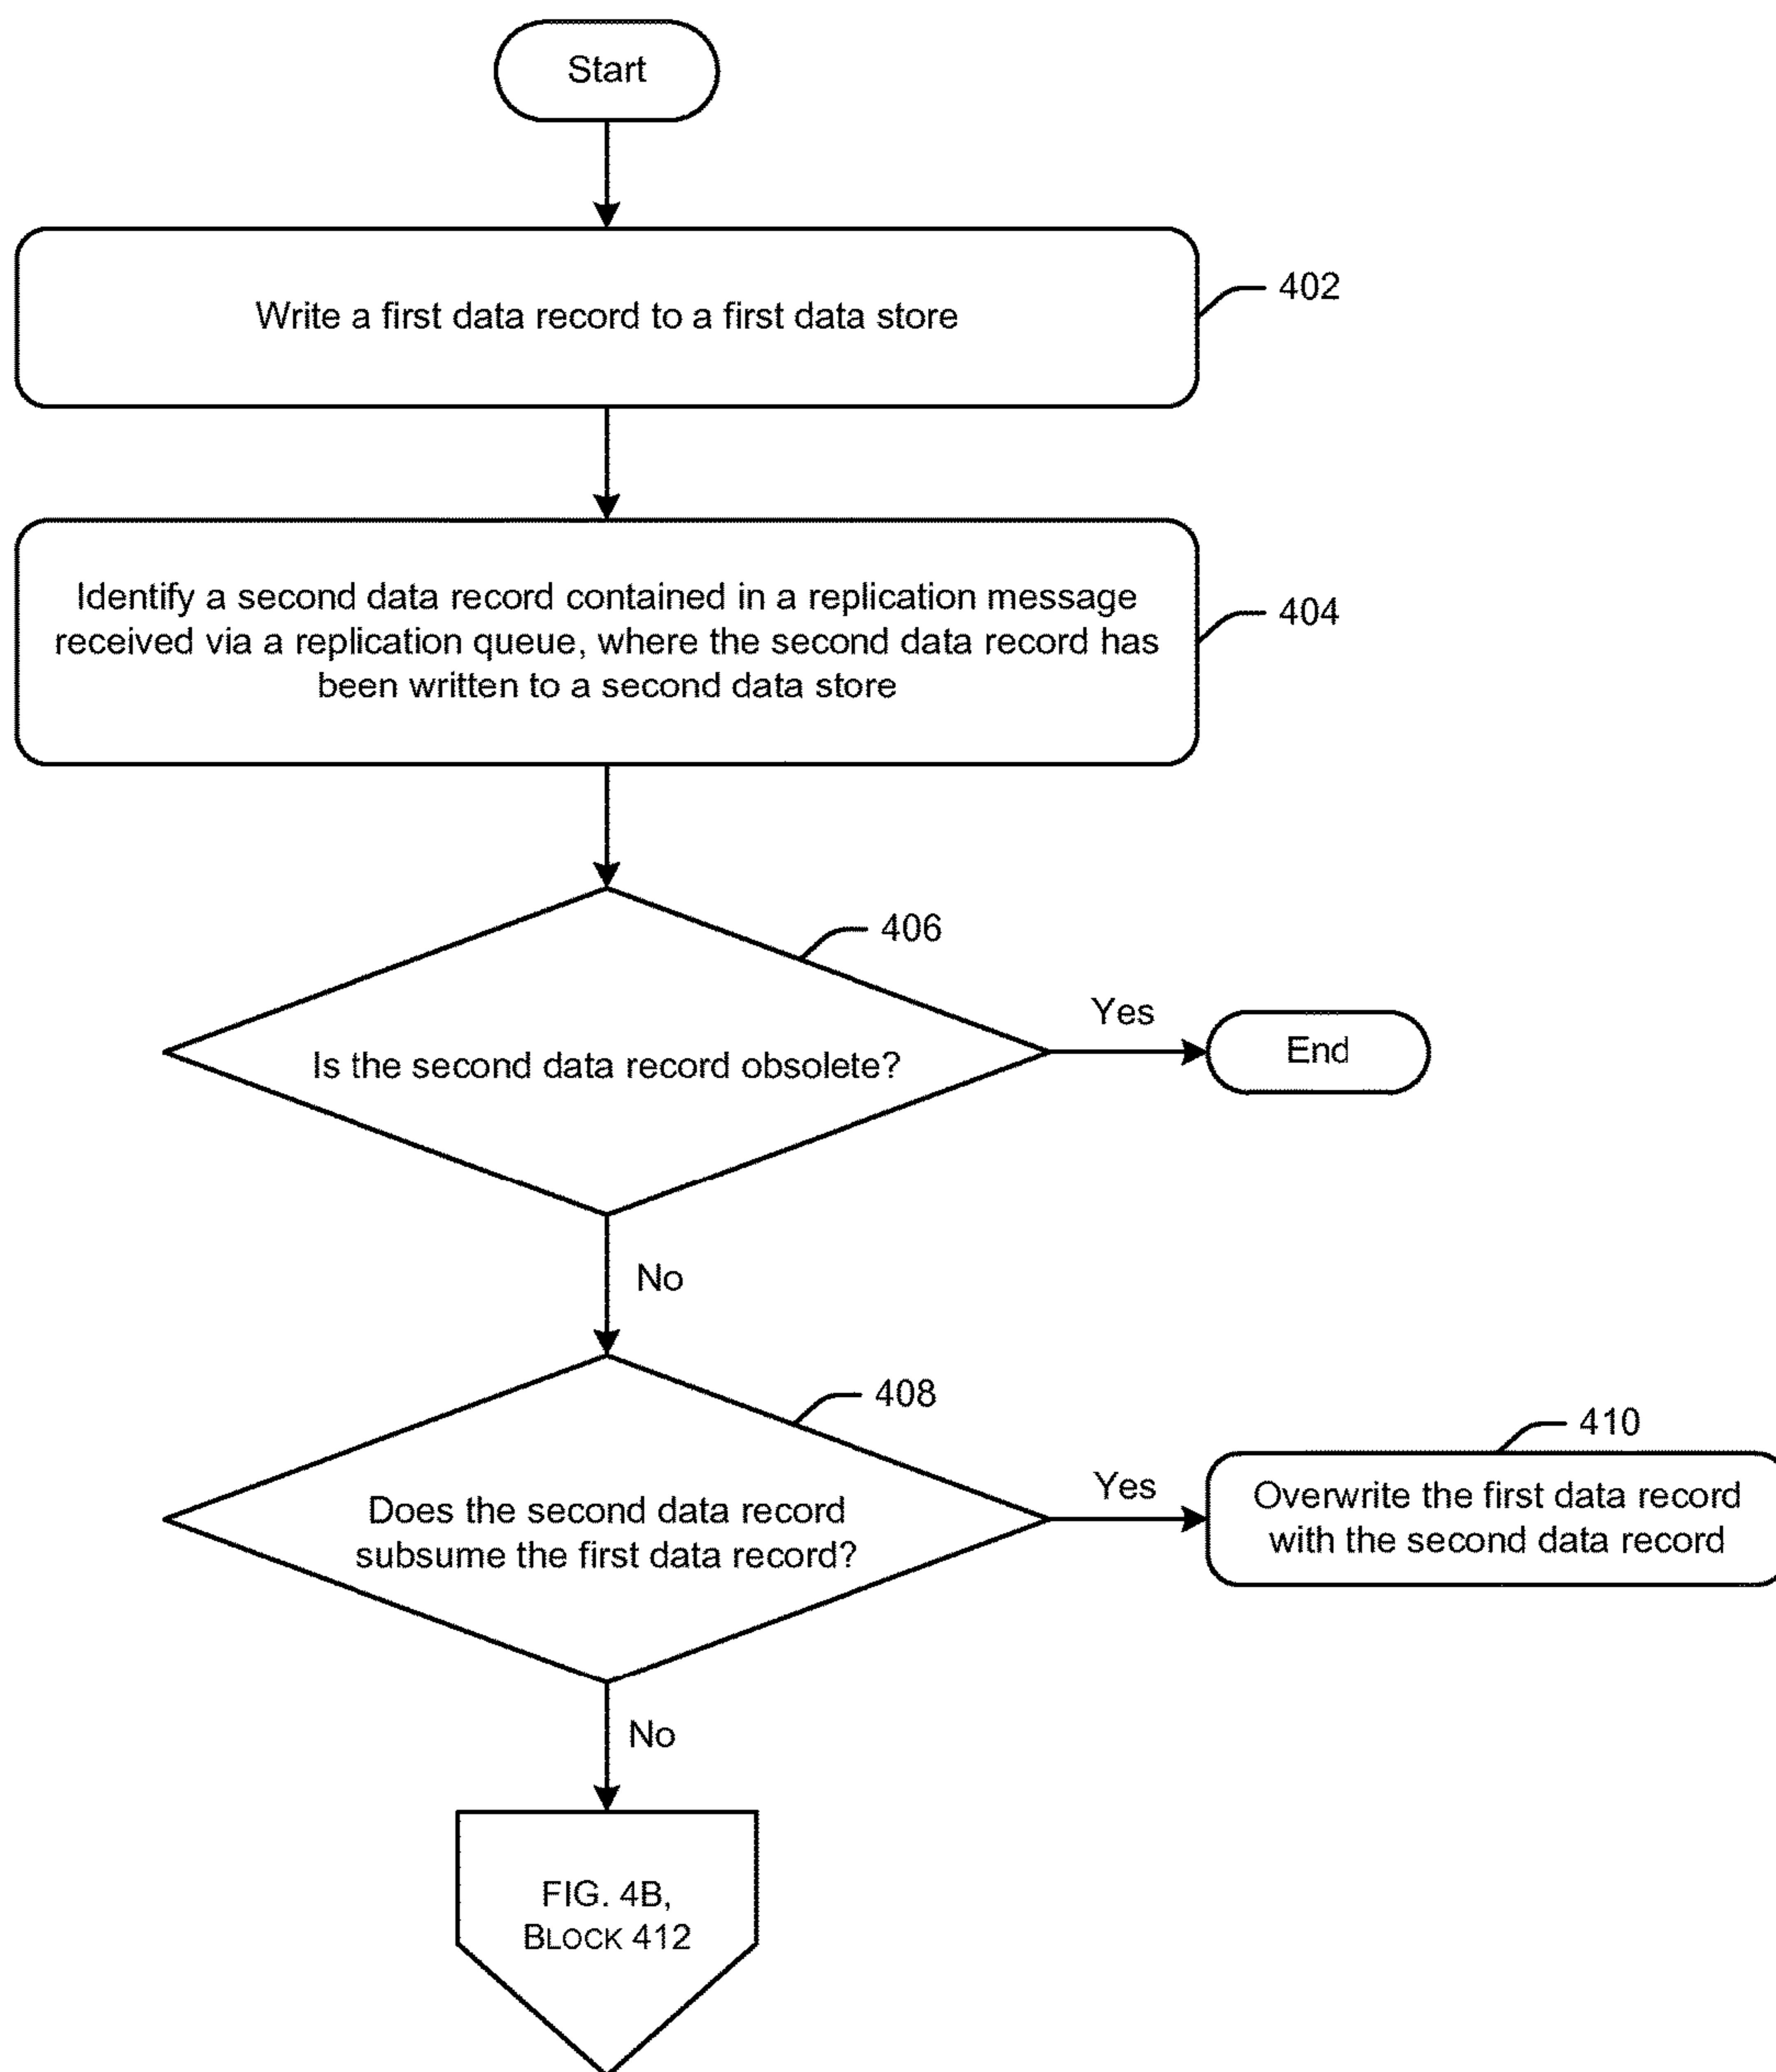 Start
Write a first data record to a first data store
402
Identify a second data record contained in a replication message
received via a replication queue, where the second data record has
been written to a second data store
404
406
Is the second data record obsolete?
Yes
End
No
408
Does the second data record
subsume the first data record?
Yes
410
Overwrite the first data record
with the second data record
No
FIG. 4B,
BLOCK 412